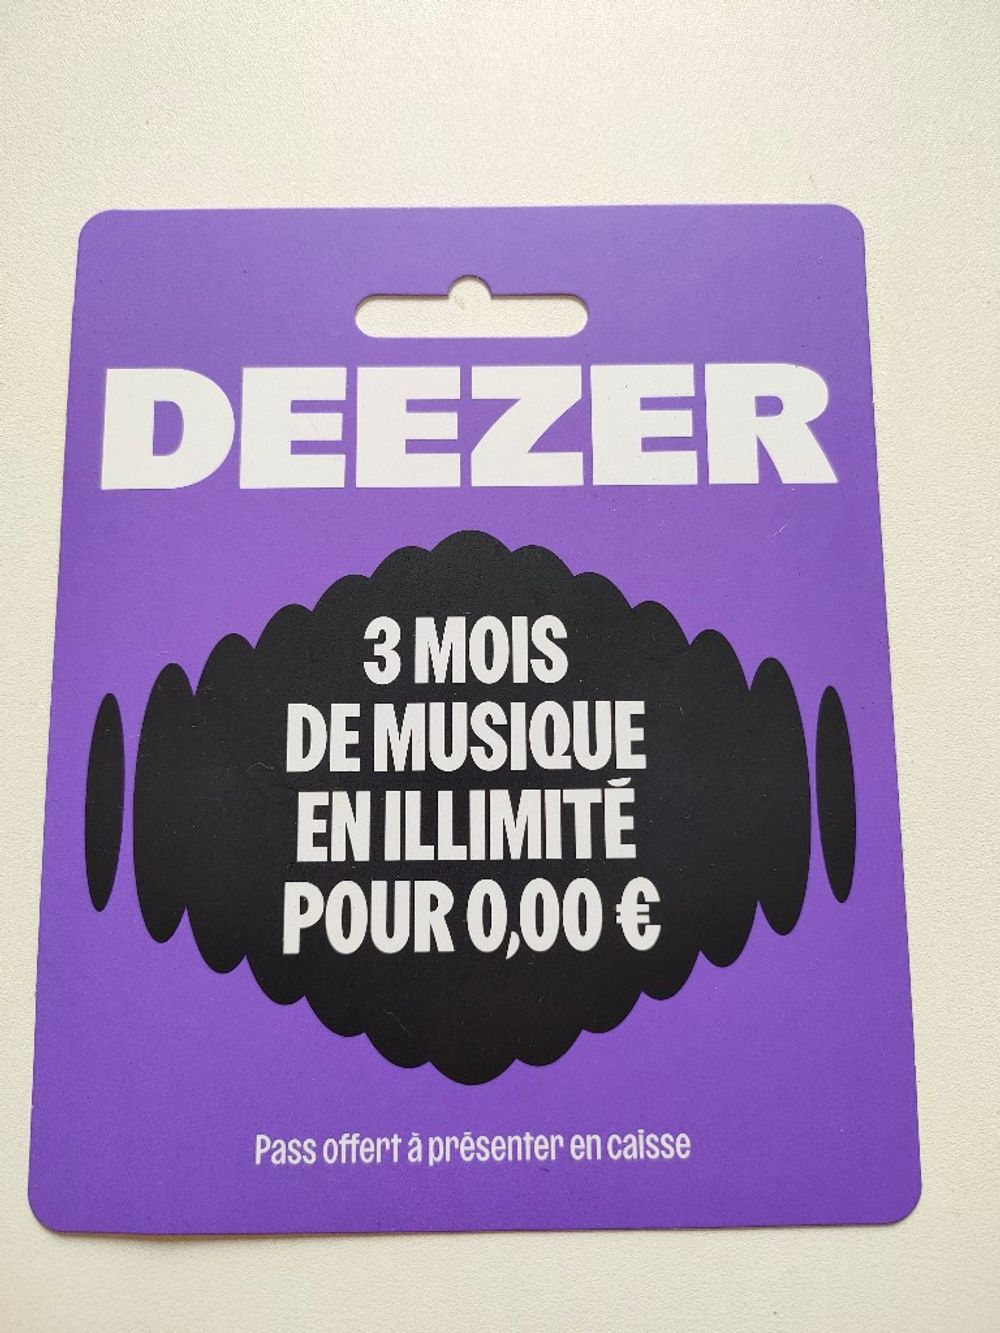 DEEZER
3 MOIS
DE MUSIQUE
EN ILLIMITÉ
POUR 0,00 €
Pass offert à présenter en caisse